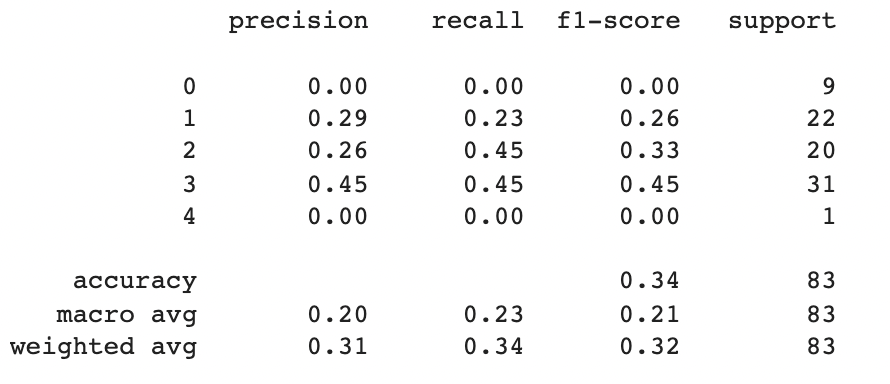 precision recall f1-score support
0 0.00 0.00 0.00 9
1 0.29 0.23 0.26 22
2 0.26 0.45 0.33 20
3 0.45 0.45 0.45 31
4 0.00 0.00 0.00 1
accuracy 0.34 83
macro avg 0.20 0.23 0.21 83
weighted avg 0.31 0.34 0.32 83